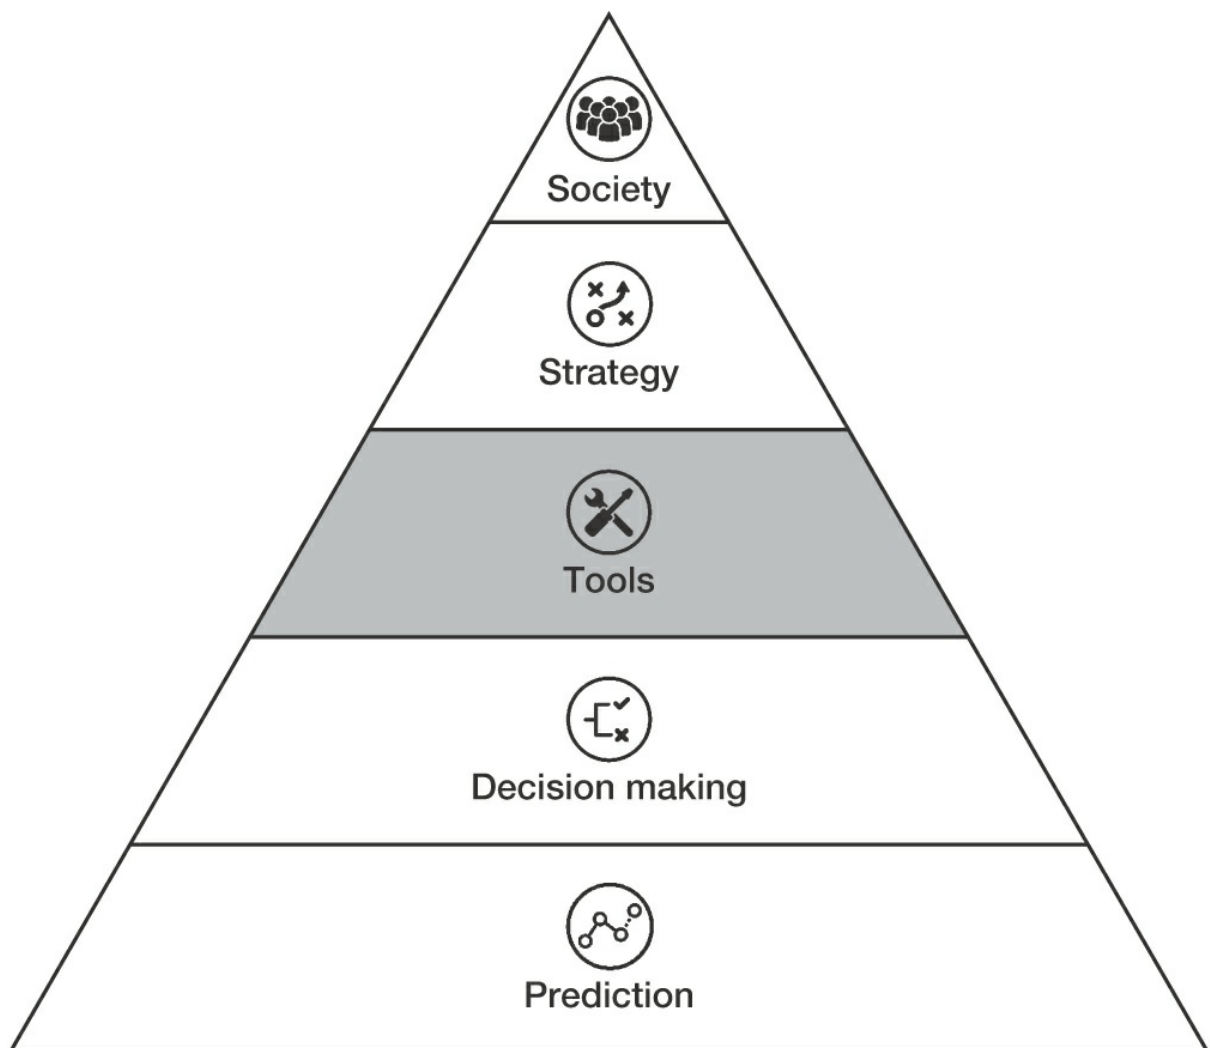 Society
Strategy
Tools
Decision making
Prediction